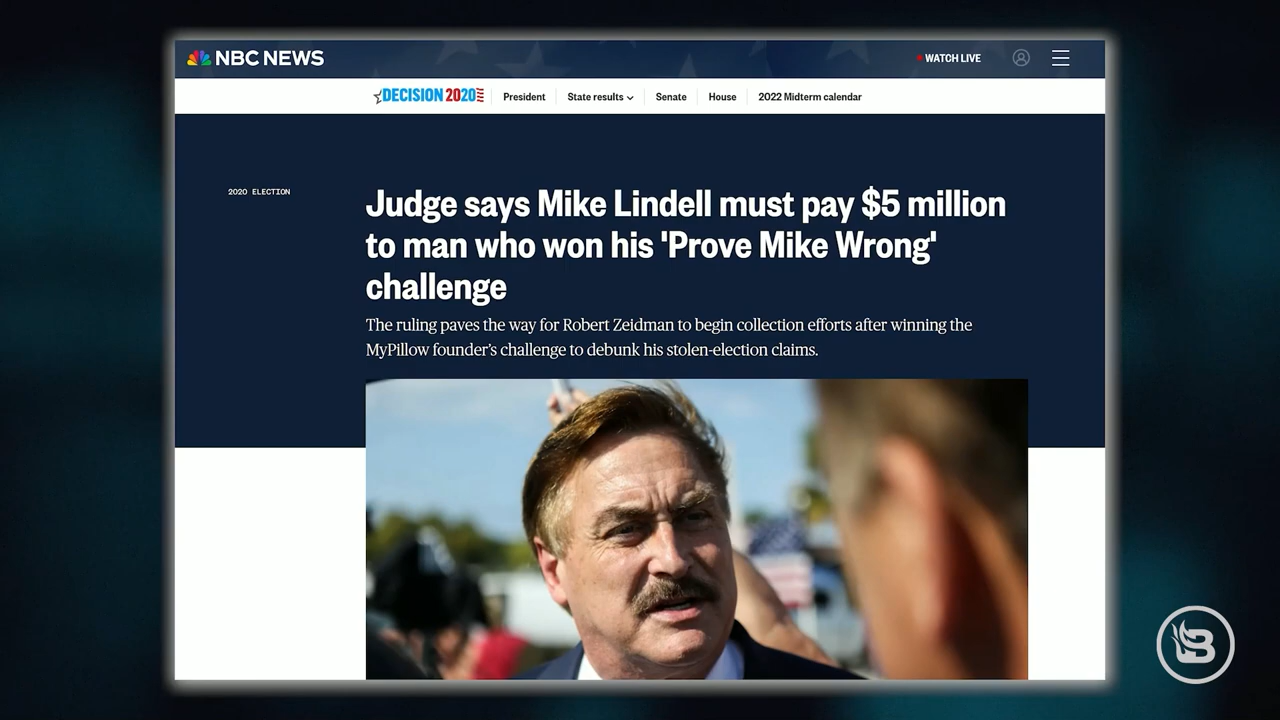 NBC NEWS
WATCH LIVE
DECISION 2020
President
State results
Senate
House
2022 Midterm calendar
2020 ELECTION
Judge says Mike Lindell must pay $5 million
to man who won his 'Prove Mike Wrong'
challenge
The ruling paves the way for Robert Zeidman to begin collection efforts after winning the
MyPillow founder's challenge to debunk his stolen-election claims.
B